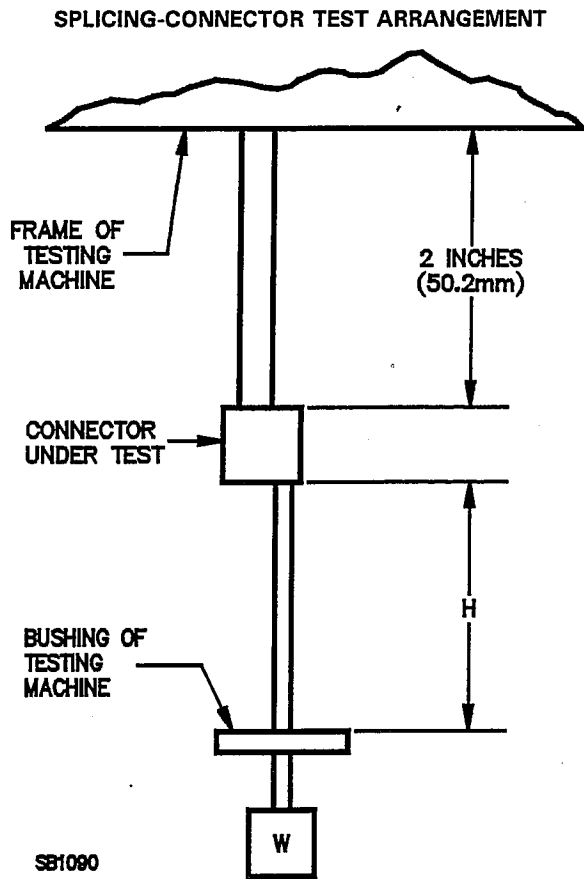 SPLICING-CONNECTOR TEST ARRANGEMENT
FRAME OF
TESTING
MACHINE
2 INCHES
(50.2mm)
CONNECTOR
UNDER TEST
H
BUSHING OF
TESTING
MACHINE
W
SB1090